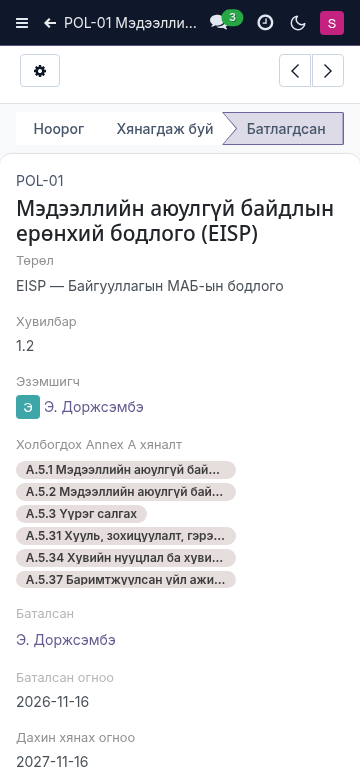 POL-01 Мэдээлли...
3
S
Ноорог
Хянагдаж буй
Батлагдсан
POL-01
Мэдээллийн аюулгүй байдлын
ерөнхий бодлого (EISP)
Төрөл
EISP — Байгууллагын МАБ-ын бодлого
Хувилбар
1.2
Эзэмшигч
Э
Э. Доржсэмбэ
Холбогдох Annex A хяналт
A.5.1 Мэдээллийн аюулгүй бай...
A.5.2 Мэдээллийн аюулгүй бай...
A.5.3 Үүрэг салгах
A.5.31 Хууль, зохицуулалт, гэрэ...
A.5.34 Хувийн нууцлал ба хуви...
A.5.37 Баримтжуулсан үйл ажи...
Баталсан
Э. Доржсэмбэ
Баталсан огноо
2026-11-16
Дахин хянах огноо
2027-11-16